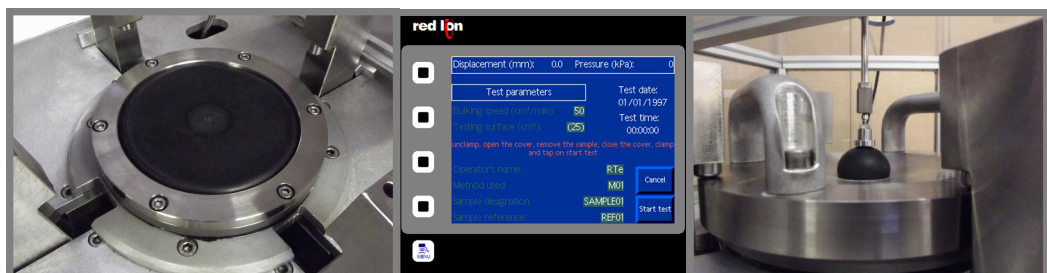 red lion
Displacement (mm): 0.0 Pressure (kPa): 0
Test parameters
Test date:
01/01/1997
Bulking speed (cm³/min): 50
Test time:
Testing surface (cm²): (25)
00:00:00
unclamp, open the cover, remove the sample, close the cover, clamp
and tap on start test
Operator's name: RTe
Method used: M01
Cancel
Sample designation: SAMPLE01
Start test
Sample reference: REF01
MENU